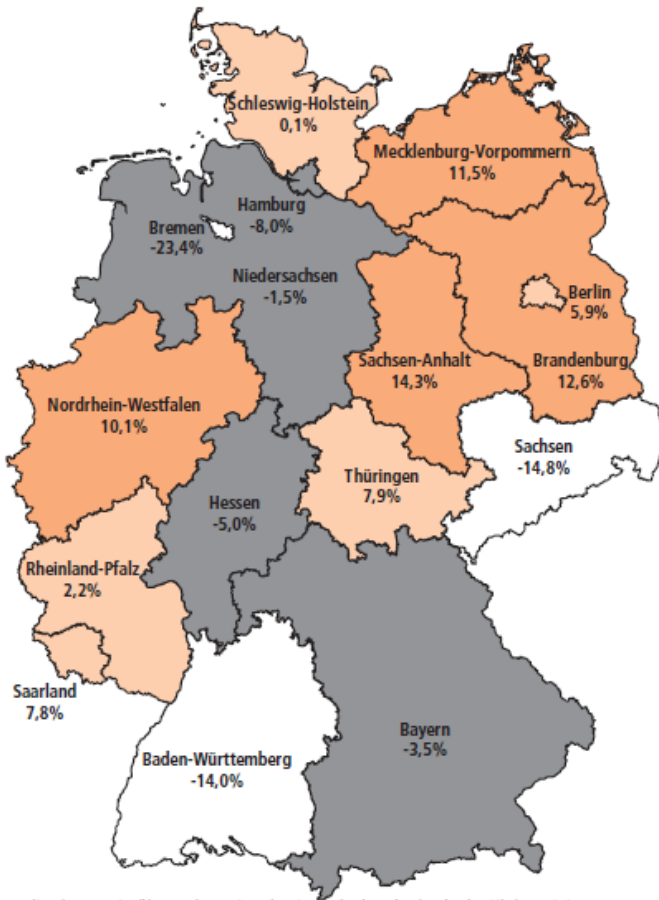 Schleswig-Holstein
0,1%
Mecklenburg-Vorpommern
11,5%
Hamburg
-8,0%
Bremen
-23,4%
Niedersachsen
-1,5%
Berlin
5,9%
Sachsen-Anhalt
14,3%
Brandenburg
12,6%
Nordrhein-Westfalen
10,1%
Sachsen
-14,8%
Thüringen
7,9%
Hessen
-5,0%
Rheinland-Pfalz
2,2%
Saarland
7,8%
Bayern
-3,5%
Baden-Württemberg
-14,0%